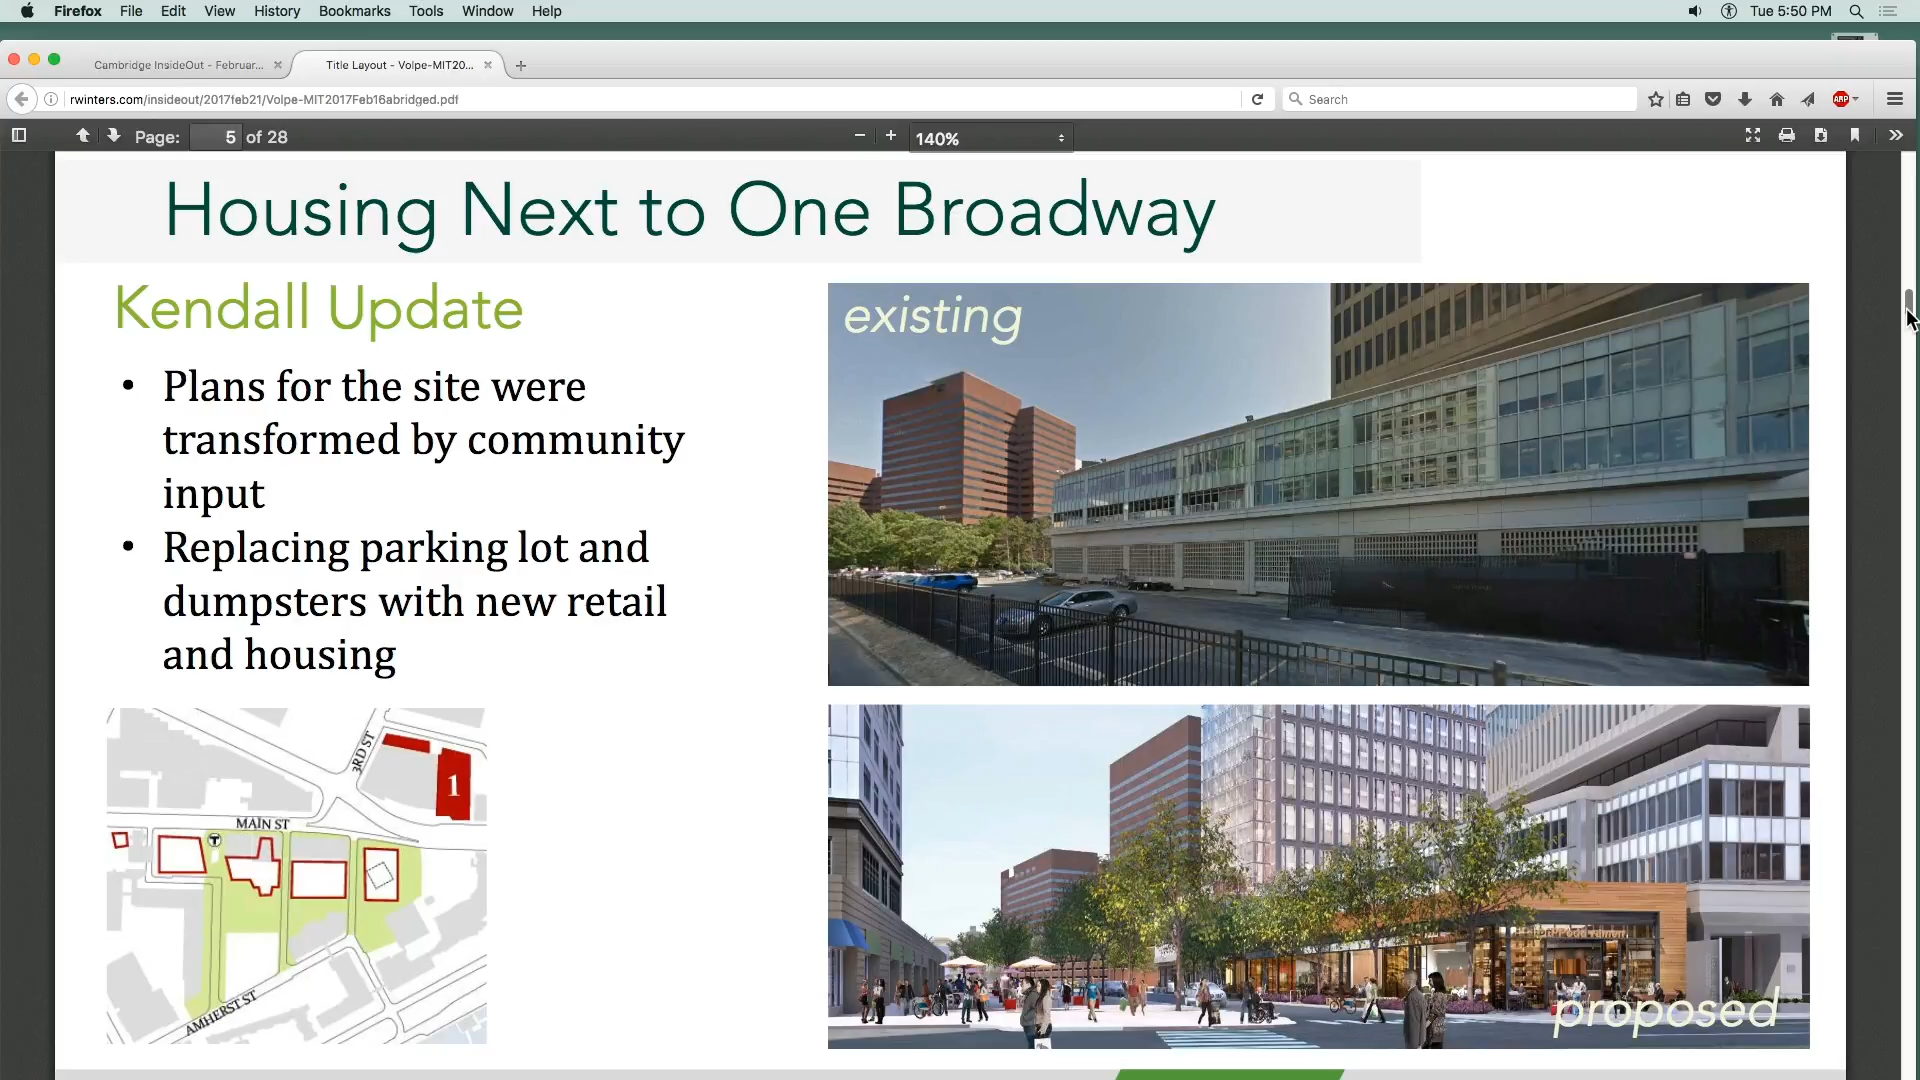 Firefox File Edit View History Bookmarks Tools Window Help Tue 5:50 PM
Cambridge InsideOut - Februar... Title Layout - Volpe-MIT20...
rwinters.com/insideout/2017feb21/Volpe-MIT2017Feb16abridged.pdf Search ABP
Page: 5 of 28 140%
Housing Next to One Broadway
Kendall Update
• Plans for the site were
transformed by community
input
• Replacing parking lot and
dumpsters with new retail
and housing
existing
3RD ST
1
MAIN ST
T
AMHERST ST
proposed